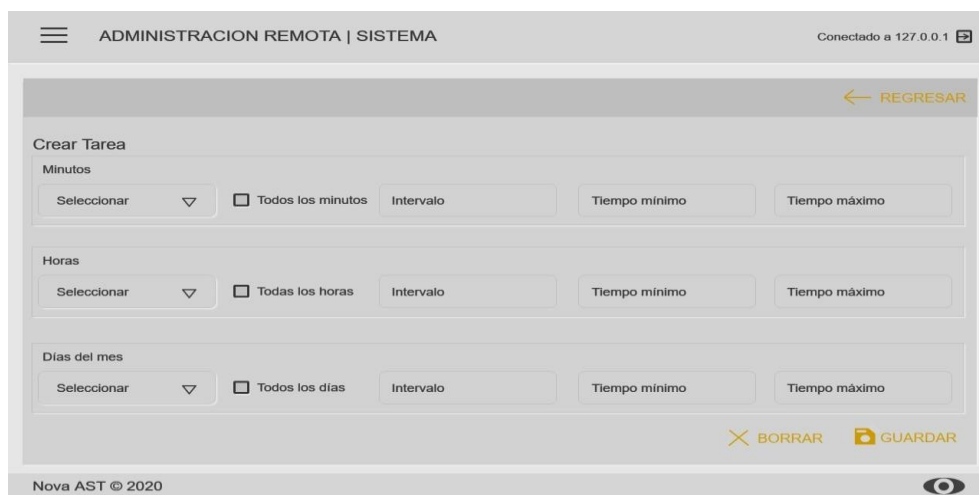 ADMINISTRACION REMOTA | SISTEMA Conectado a 127.0.0.1
REGRESAR
Crear Tarea
Minutos
Seleccionar Todos los minutos Intervalo Tiempo mínimo Tiempo máximo
Horas
Seleccionar Todas los horas Intervalo Tiempo mínimo Tiempo máximo
Días del mes
Seleccionar Todos los días Intervalo Tiempo mínimo Tiempo máximo
BORRAR GUARDAR
Nova AST © 2020